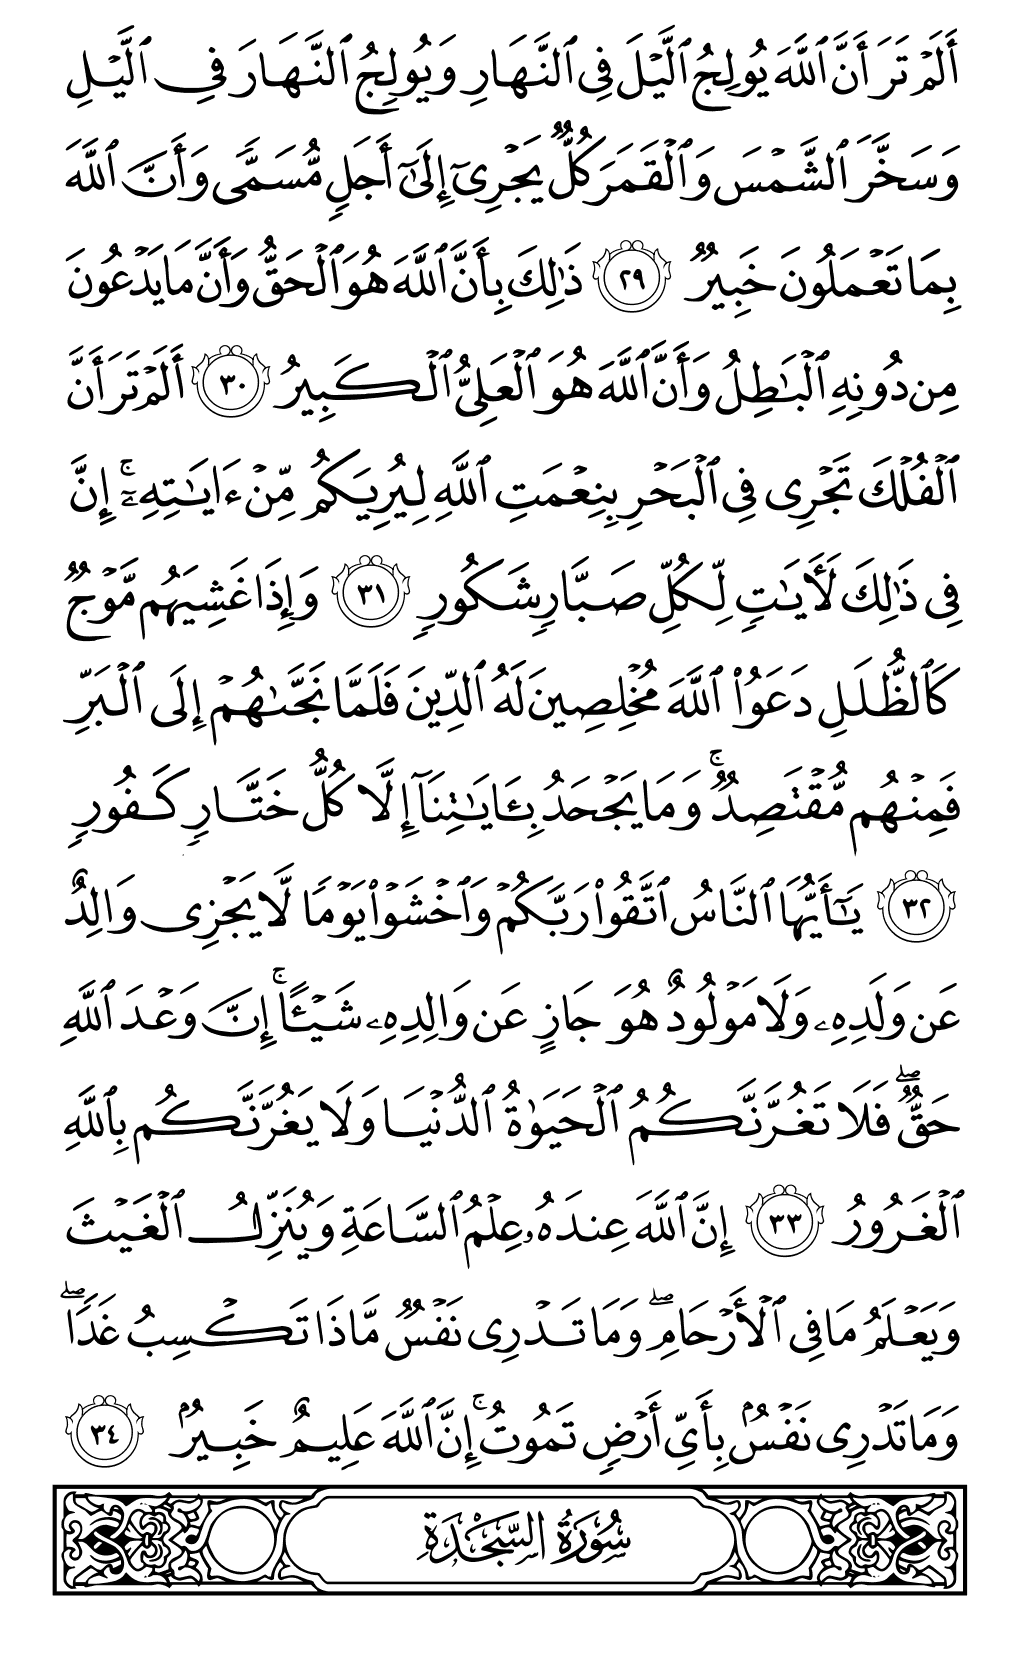 أَلَمْ تَرَ أَنَّ ٱللَّهَ يُولِجُ ٱلَّيْلَ فِى ٱلنَّهَارِ وَيُولِجُ ٱلنَّهَارَ فِى ٱلَّيْلِ
وَسَخَّرَ ٱلشَّمْسَ وَٱلْقَمَرَ كُلٌّ يَجْرِىٓ إِلَىٰٓ أَجَلٍ مُّسَمًّى وَأَنَّ ٱللَّهَ
بِمَا تَعْمَلُونَ خَبِيرٌ ٢٩ ذَٰلِكَ بِأَنَّ ٱللَّهَ هُوَ ٱلْحَقُّ وَأَنَّ مَا يَدْعُونَ
مِن دُونِهِ ٱلْبَٰطِلُ وَأَنَّ ٱللَّهَ هُوَ ٱلْعَلِىُّ ٱلْكَبِيرُ ٣٠ أَلَمْ تَرَ أَنَّ
ٱلْفُلْكَ تَجْرِى فِى ٱلْبَحْرِ بِنِعْمَتِ ٱللَّهِ لِيُرِيَكُم مِّنْ ءَايَٰتِهِۦٓ ۚ إِنَّ
فِى ذَٰلِكَ لَءَايَٰتٍ لِّكُلِّ صَبَّارٍ شَكُورٍ ٣١ وَإِذَا غَشِيَهُم مَّوْجٌ
كَٱلظُّلَلِ دَعَوُا۟ ٱللَّهَ مُخْلِصِينَ لَهُ ٱلدِّينَ فَلَمَّا نَجَّىٰهُمْ إِلَى ٱلْبَرِّ
فَمِنْهُم مُّقْتَصِدٌ ۚ وَمَا يَجْحَدُ بِـَٔايَٰتِنَآ إِلَّا كُلُّ خَتَّارٍ كَفُورٍ
٣٢ يَٰٓأَيُّهَا ٱلنَّاسُ ٱتَّقُوا۟ رَبَّكُمْ وَٱخْشَوْا۟ يَوْمًا لَّا يَجْزِى وَالِدٌ
عَن وَلَدِهِۦ وَلَا مَوْلُودٌ هُوَ جَازٍ عَن وَالِدِهِۦ شَيْـًٔا ۚ إِنَّ وَعْدَ ٱللَّهِ
حَقٌّ ۖ فَلَا تَغُرَّنَّكُمُ ٱلْحَيَوٰةُ ٱلدُّنْيَا وَلَا يَغُرَّنَّكُم بِٱللَّهِ
ٱلْغَرُورُ ٣٣ إِنَّ ٱللَّهَ عِندَهُۥ عِلْمُ ٱلسَّاعَةِ وَيُنَزِّلُ ٱلْغَيْثَ
وَيَعْلَمُ مَا فِى ٱلْأَرْحَامِ ۖ وَمَا تَدْرِى نَفْسٌ مَّاذَا تَكْسِبُ غَدًا ۖ
وَمَا تَدْرِى نَفْسٌۢ بِأَىِّ أَرْضٍ تَمُوتُ ۚ إِنَّ ٱللَّهَ عَلِيمٌ خَبِيرٌۢ ٣٤
سُورَةُ السَّجْدَةِ